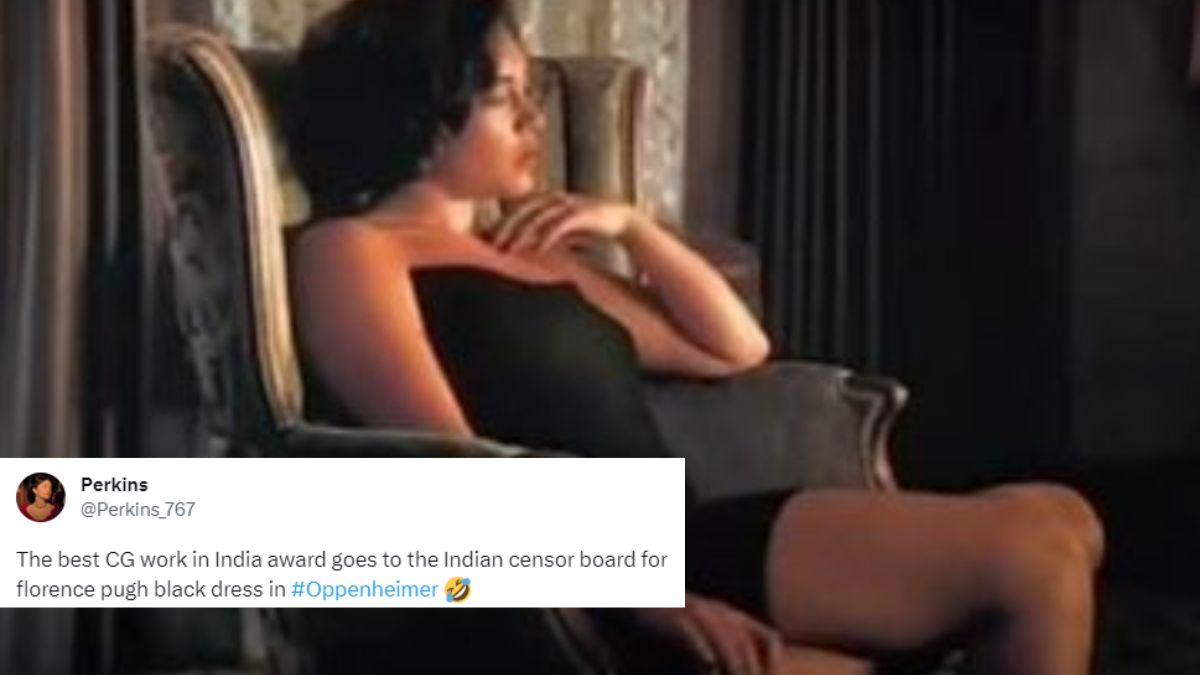 Perkins
@Perkins_767
The best CG work in India award goes to the Indian censor board for
florence pugh black dress in #Oppenheimer 🤣